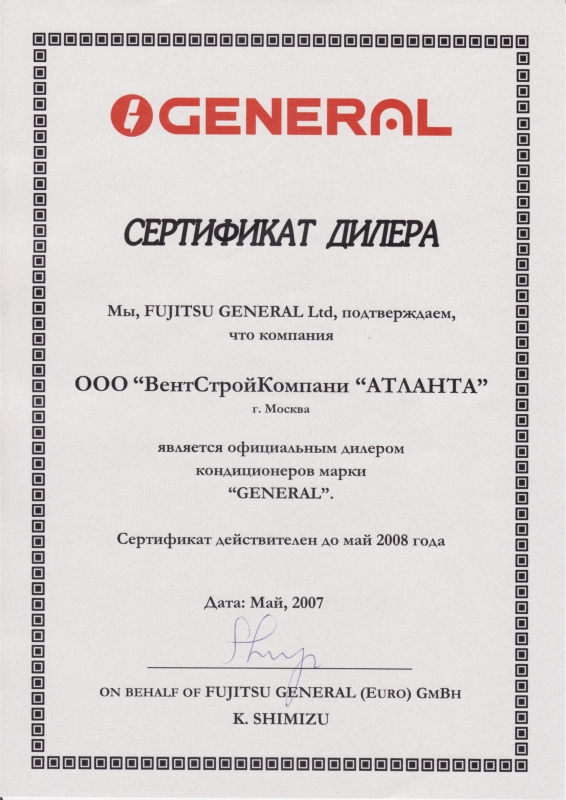 GENERAL
СЕРТИФИКАТ ДИЛЕРА
Мы, FUJITSU GENERAL Ltd, подтверждаем,
что компания
ООО “ВентСтройКомпани “АТЛАНТА”
г. Москва
является официальным дилером
кондиционеров марки
“GENERAL”.
Сертификат действителен до май 2008 года
Дата: Май, 2007
ON BEHALF OF FUJITSU GENERAL (EURO) GMBH
K. SHIMIZU